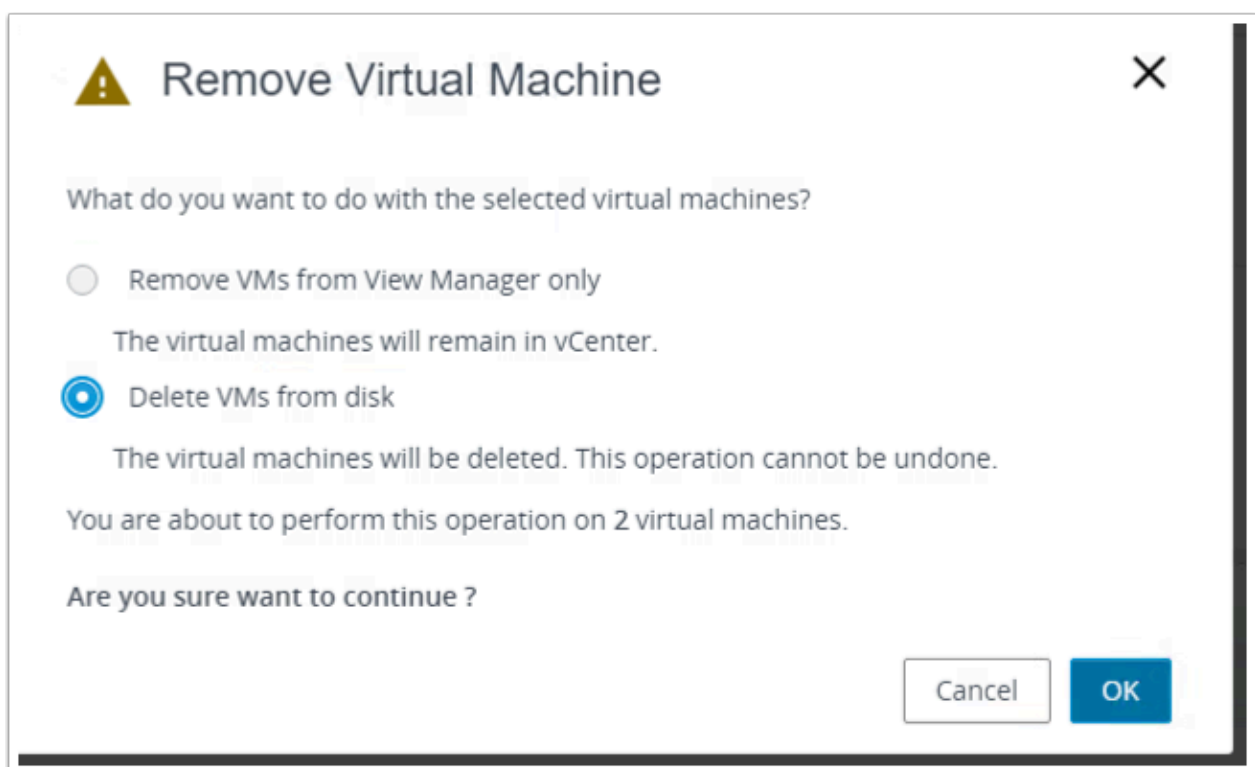 Remove Virtual Machine
What do you want to do with the selected virtual machines?
Remove VMs from View Manager only
The virtual machines will remain in vCenter.
Delete VMs from disk
The virtual machines will be deleted. This operation cannot be undone.
You are about to perform this operation on 2 virtual machines.
Are you sure want to continue ?
Cancel OK